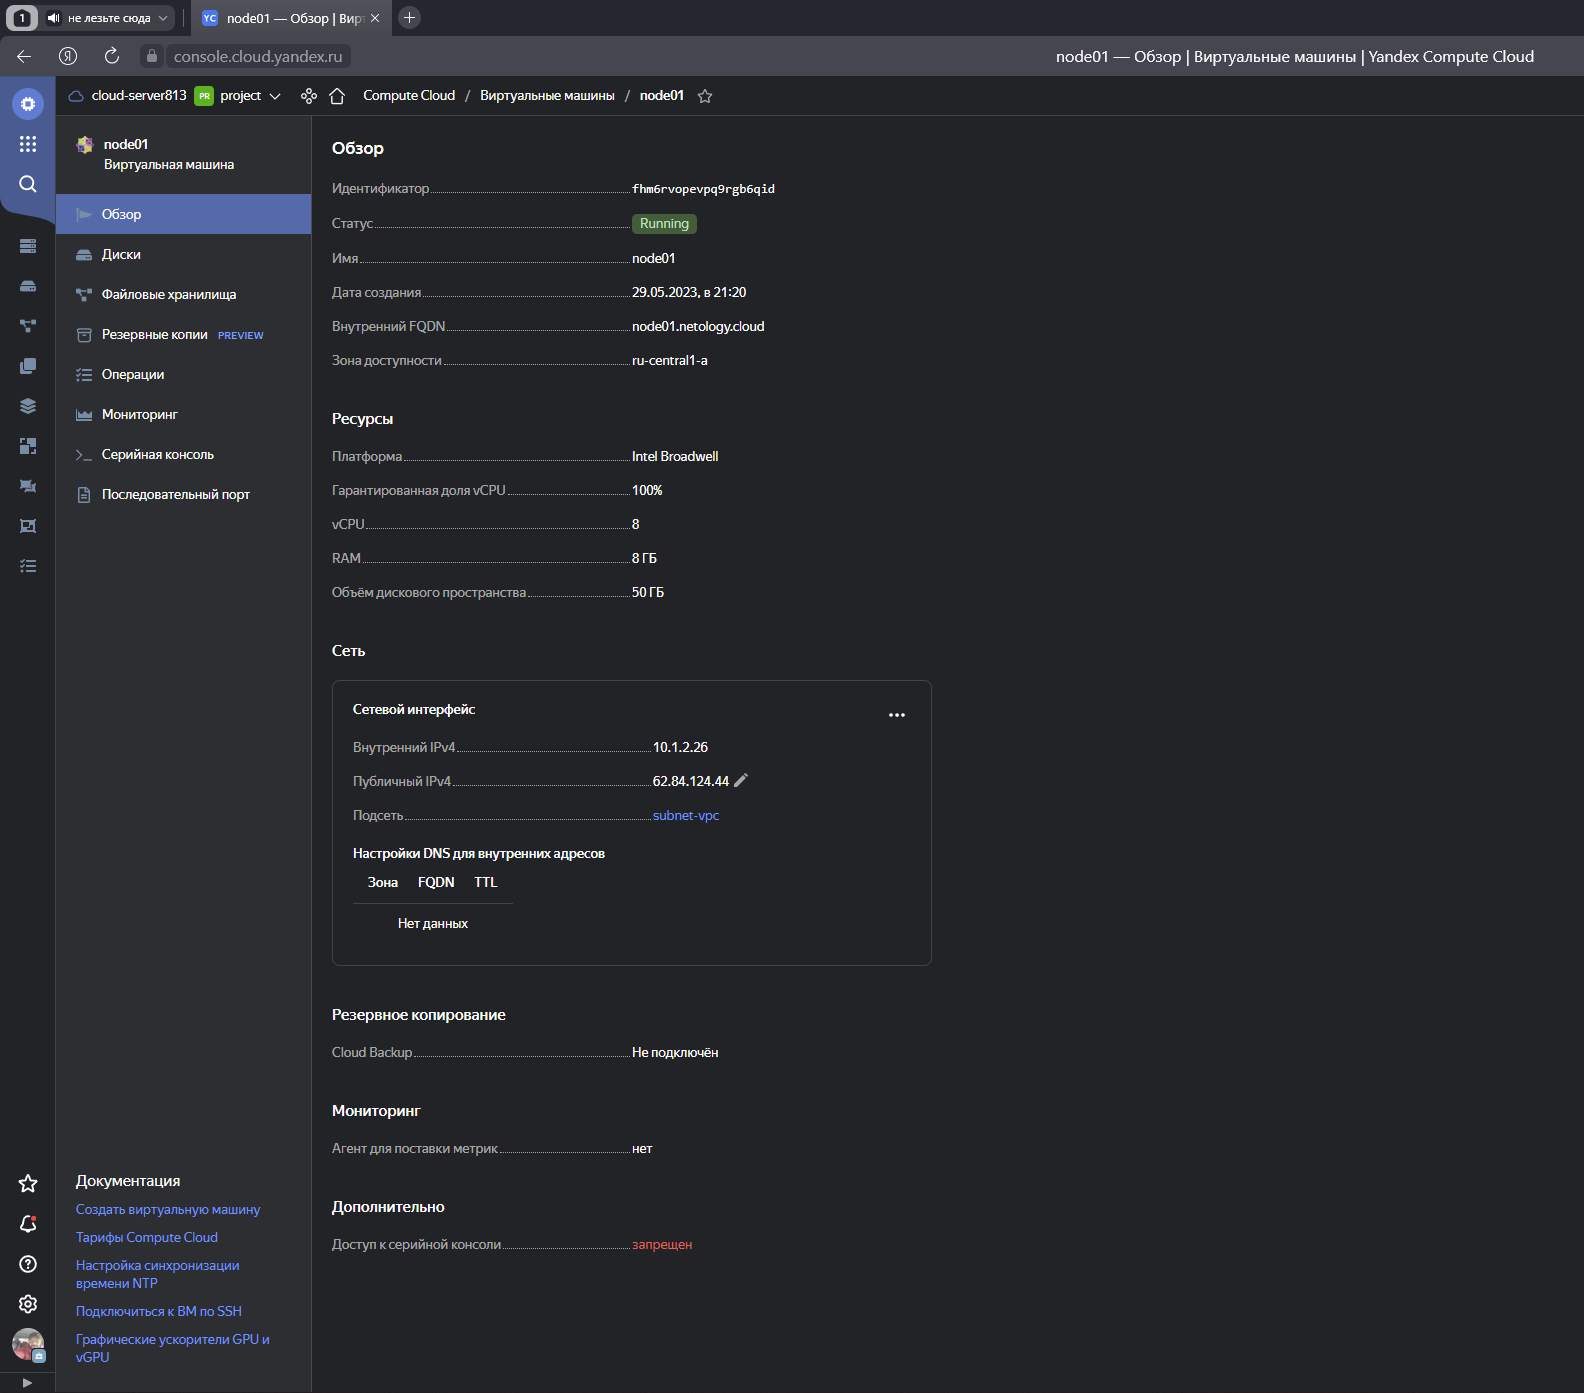 1
не лезьте сюда
YC
node01 — Обзор | Вирт
console.cloud.yandex.ru
node01 — Обзор | Виртуальные машины | Yandex Compute Cloud
cloud-server813
PR
project
Compute Cloud / Виртуальные машины / node01
node01
Виртуальная машина
Обзор
Диски
Файловые хранилища
Резервные копии PREVIEW
Операции
Мониторинг
Серийная консоль
Последовательный порт
Документация
Создать виртуальную машину
Тарифы Compute Cloud
Настройка синхронизации
времени NTP
Подключиться к ВМ по SSH
Графические ускорители GPU и
vGPU
Обзор
Идентификатор fhm6rvopevpq9rgb6qid
Статус Running
Имя node01
Дата создания 29.05.2023, в 21:20
Внутренний FQDN node01.netology.cloud
Зона доступности ru-central1-a
Ресурсы
Платформа Intel Broadwell
Гарантированная доля vCPU 100%
vCPU 8
RAM 8 ГБ
Объём дискового пространства 50 ГБ
Сеть
Сетевой интерфейс
Внутренний IPv4 10.1.2.26
Публичный IPv4 62.84.124.44
Подсеть subnet-vpc
Настройки DNS для внутренних адресов
Зона FQDN TTL
Нет данных
Резервное копирование
Cloud Backup Не подключён
Мониторинг
Агент для поставки метрик нет
Дополнительно
Доступ к серийной консоли запрещен